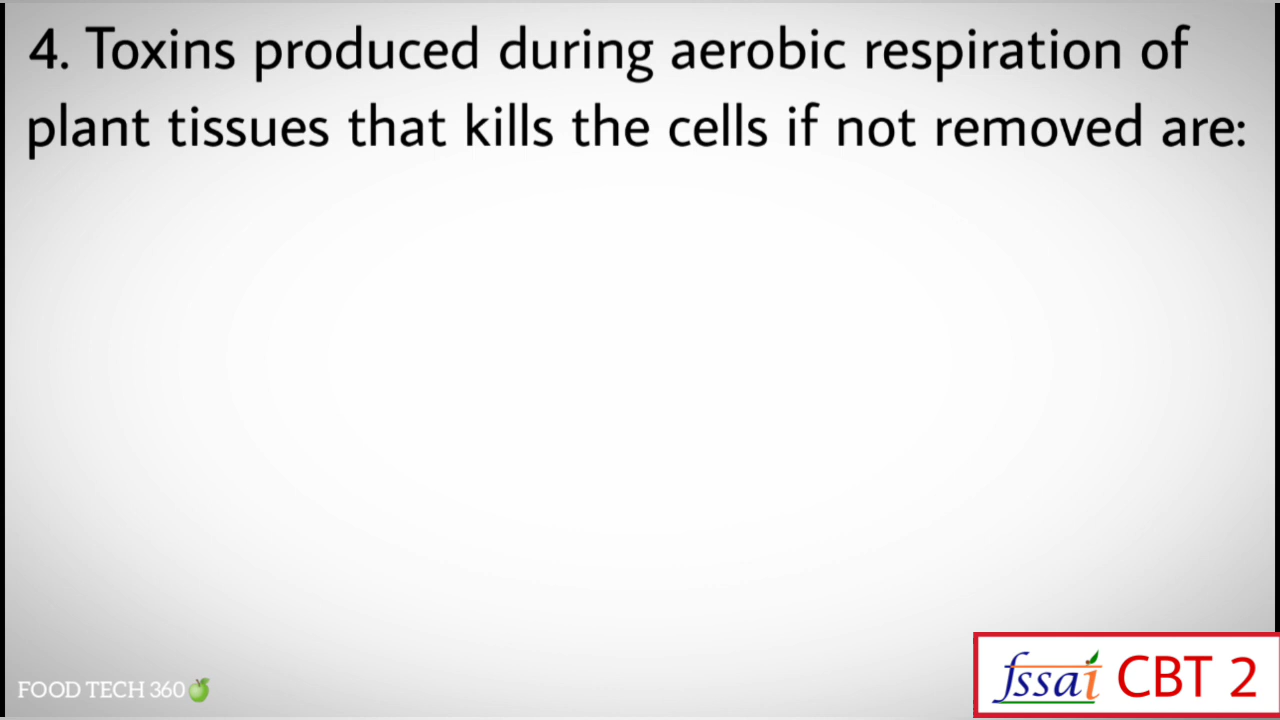 4. Toxins produced during aerobic respiration of
plant tissues that kills the cells if not removed are:
FOOD TECH 360
fssai CBT 2